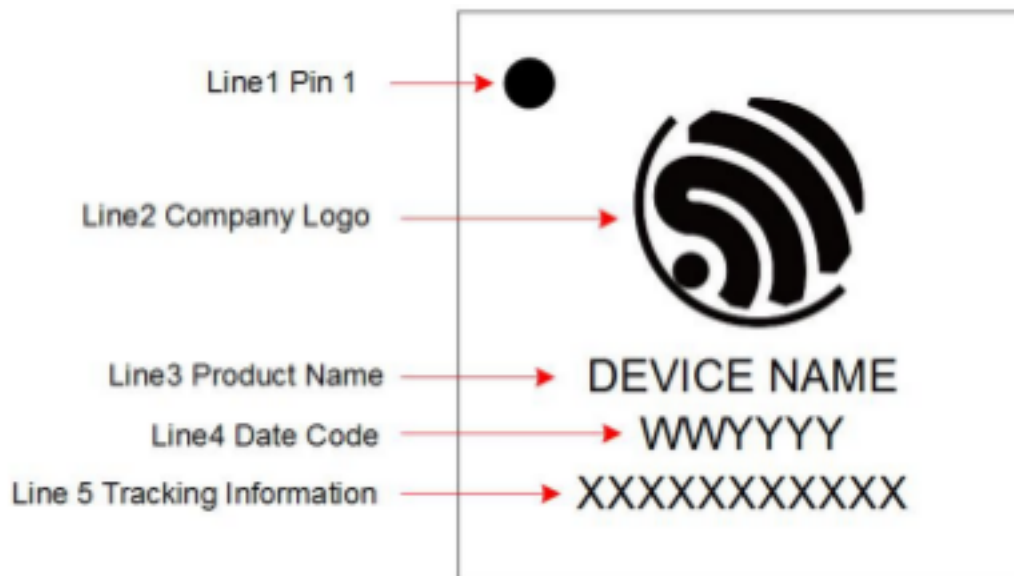 Line1 Pin 1
Line2 Company Logo
Line3 Product Name
DEVICE NAME
Line4 Date Code
WWYYYY
Line 5 Tracking Information
XXXXXXXXXXX